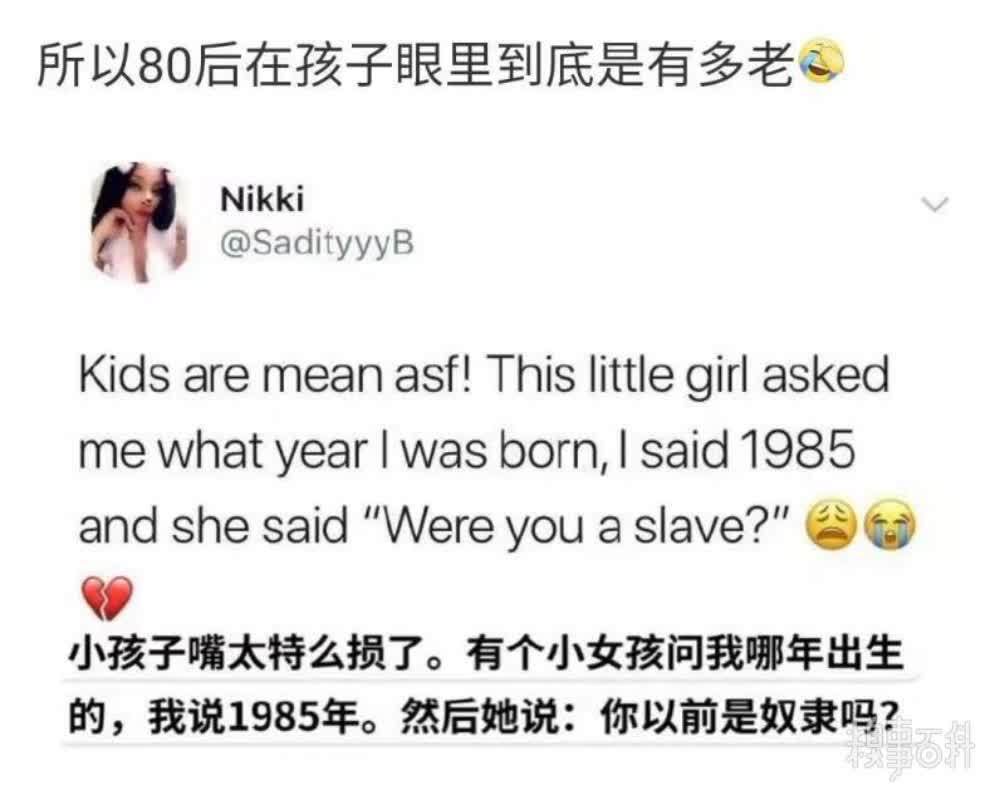 所以80后在孩子眼里到底是有多老🤣
Nikki
@SadityyyB
Kids are mean asf! This little girl asked
me what year I was born, I said 1985
and she said “Were you a slave?” 😩😭
💔
小孩子嘴太特么损了。有个小女孩问我哪年出生
的，我说1985年。然后她说：你以前是奴隶吗？
糗事百科